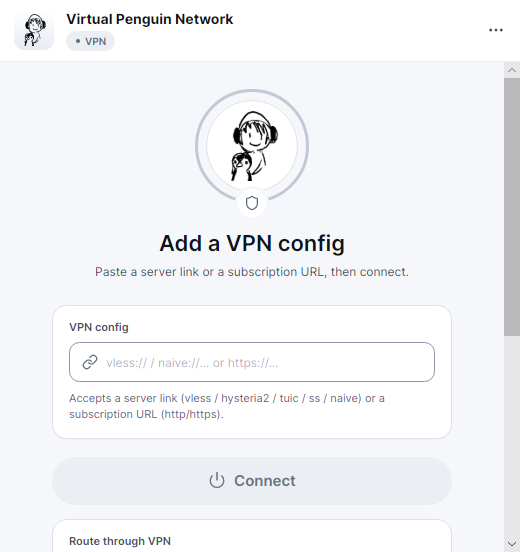 Virtual Penguin Network
• VPN
Add a VPN config
Paste a server link or a subscription URL, then connect.
VPN config
vless:// / naive://... or https://...
Accepts a server link (vless / hysteria2 / tuic / ss / naive) or a
subscription URL (http/https).
Connect
Route through VPN